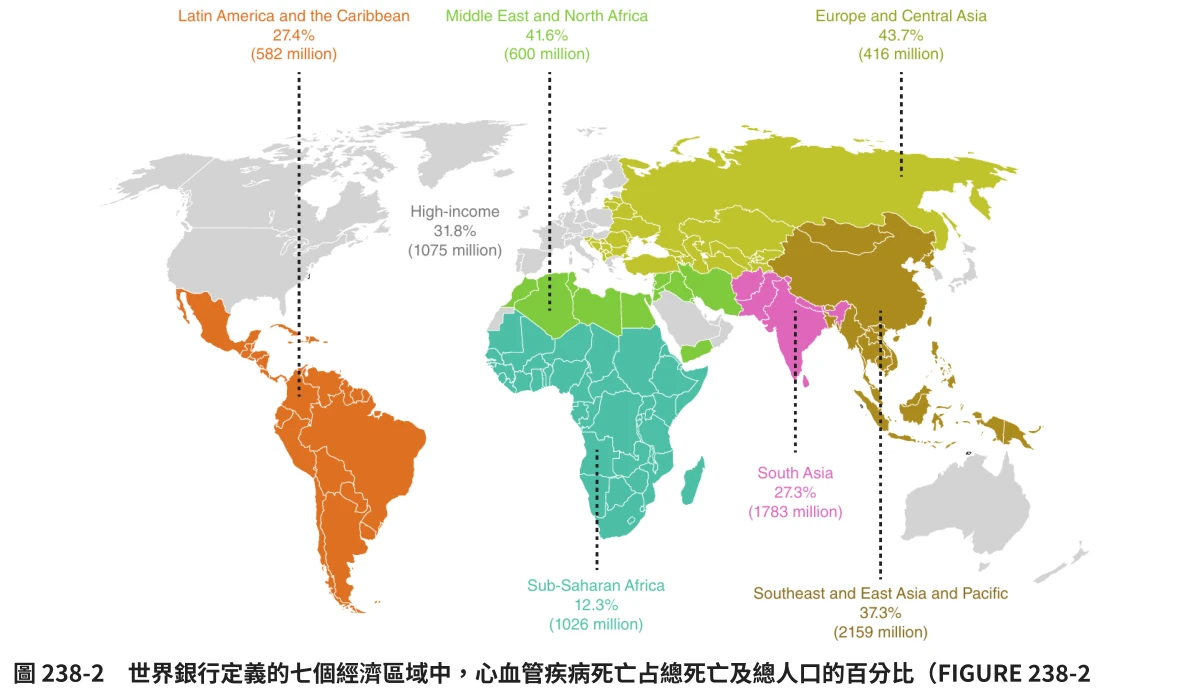 Latin America and the Caribbean
27.4%
(582 million)
Middle East and North Africa
41.6%
(600 million)
Europe and Central Asia
43.7%
(416 million)
High-income
31.8%
(1075 million)
South Asia
27.3%
(1783 million)
Sub-Saharan Africa
12.3%
(1026 million)
Southeast and East Asia and Pacific
37.3%
(2159 million)
圖 238-2 世界銀行定義的七個經濟區域中，心血管疾病死亡占總死亡及總人口的百分比（FIGURE 238-2